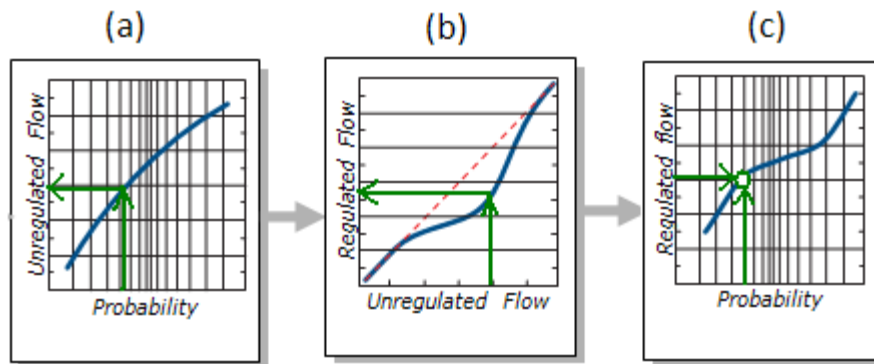 (a)
(b)
(c)
Unregulated Flow
Probability
Regulated Flow
Unregulated Flow
Regulated flow
Probability